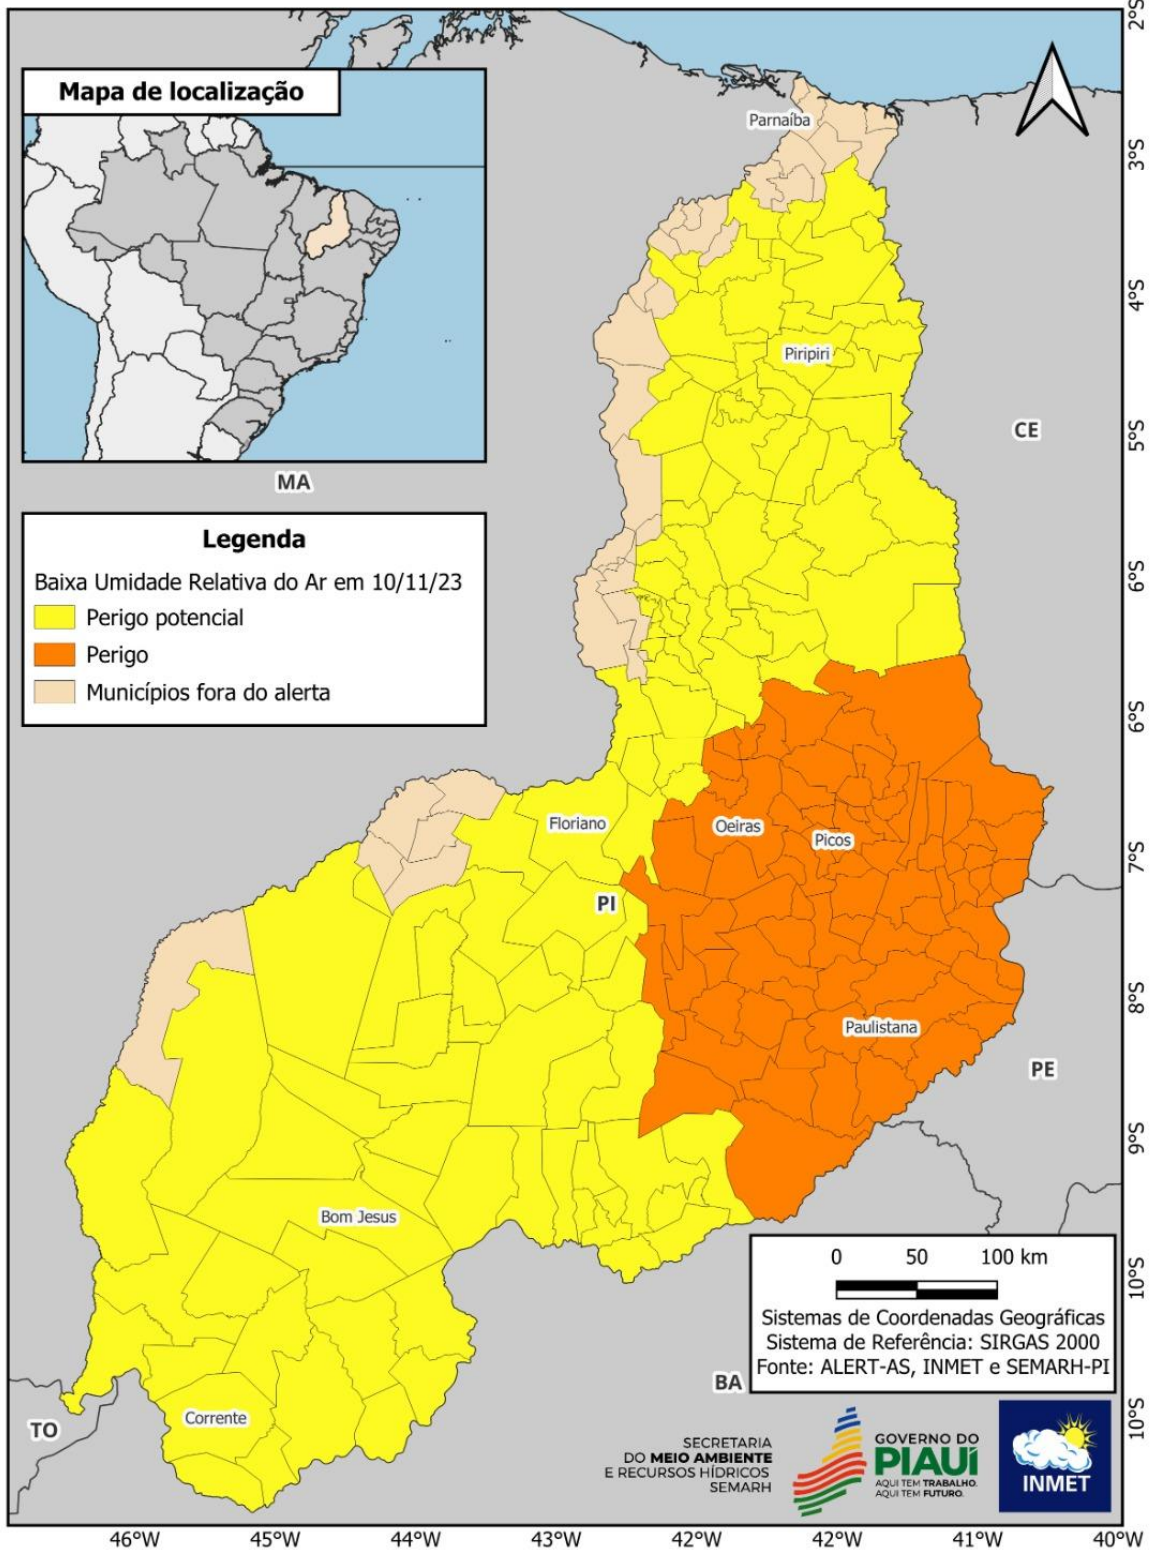 Mapa de localização
Parnaíba
Piripiri
CE
MA
Legenda
Baixa Umidade Relativa do Ar em 10/11/23
Perigo potencial
Perigo
Municípios fora do alerta
Floriano
Oeiras
Picos
PI
Paulistana
PE
Bom Jesus
Corrente
BA
TO
0 50 100 km
Sistemas de Coordenadas Geográficas
Sistema de Referência: SIRGAS 2000
Fonte: ALERT-AS, INMET e SEMARH-PI
SECRETARIA
DO MEIO AMBIENTE
E RECURSOS HÍDRICOS
SEMARH
GOVERNO DO
PIAUÍ
AQUI TEM TRABALHO.
AQUI TEM FUTURO.
INMET
2°S
3°S
4°S
5°S
6°S
6°S
7°S
8°S
9°S
10°S
10°S
46°W 45°W 44°W 43°W 42°W 42°W 41°W 40°W